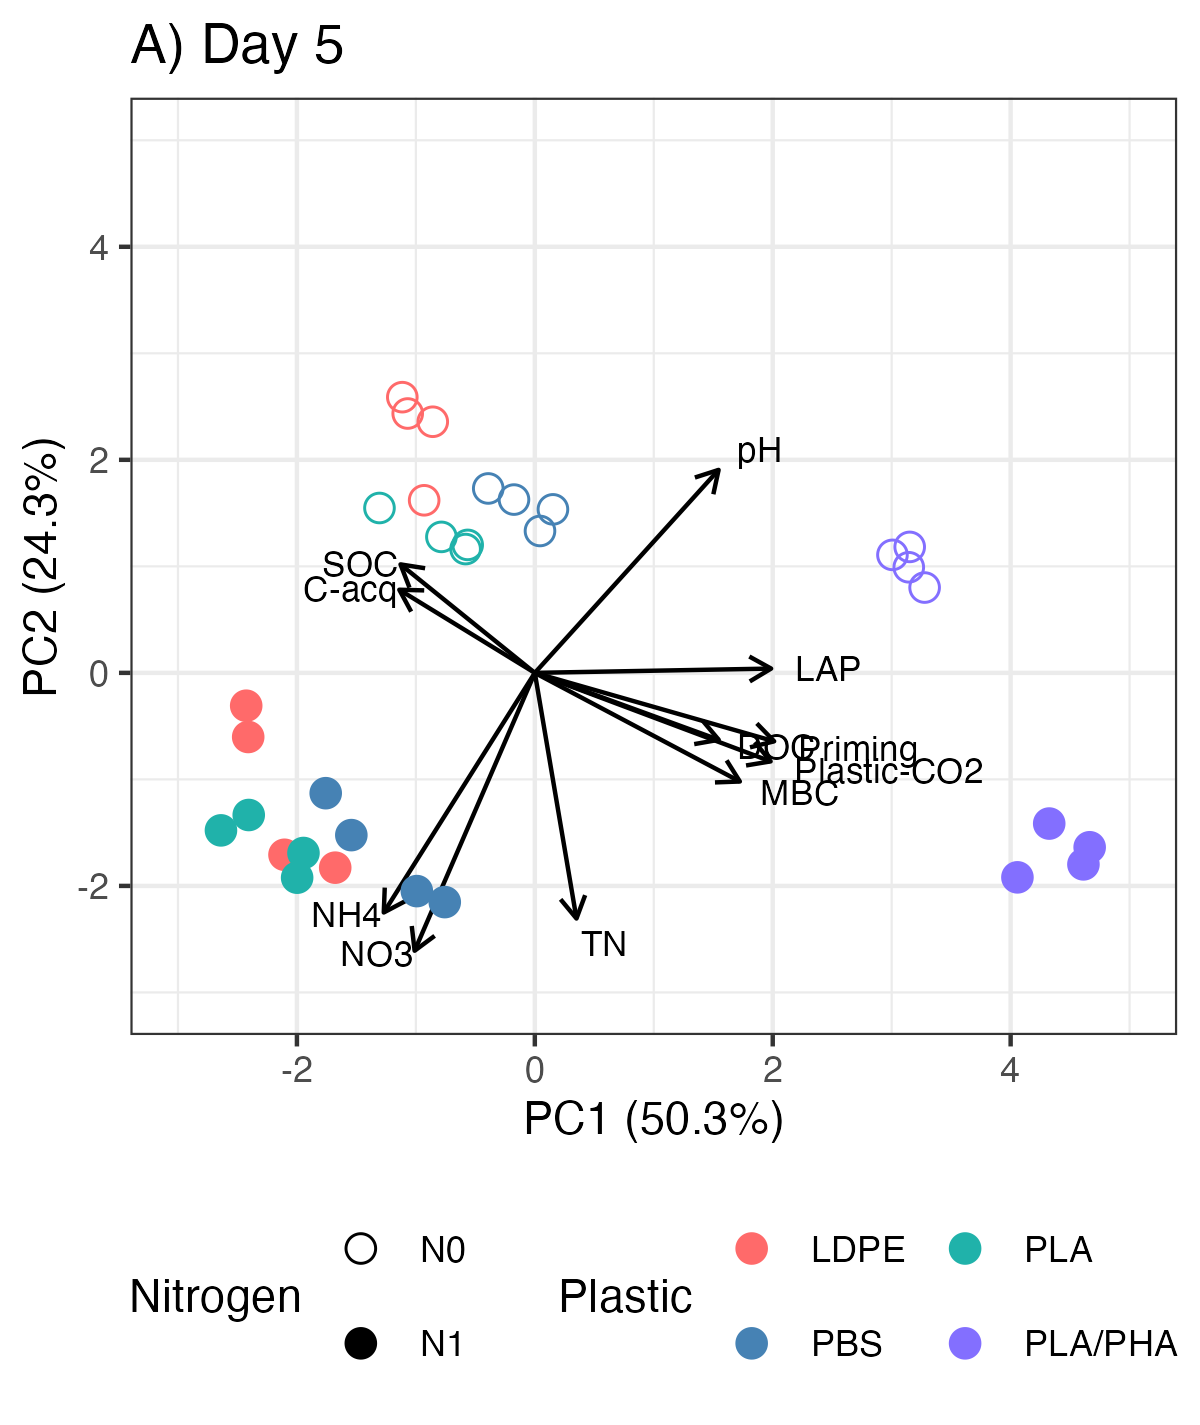 A) Day 5
PC2 (24.3%)
4
2
0
-2
pH
SOC
C-acq
LAP
DOC
Priming
Plastic-CO2
MBC
NH4
NO3
TN
-2 0 2 4
PC1 (50.3%)
Nitrogen
N0
N1
Plastic
LDPE PLA
PBS PLA/PHA